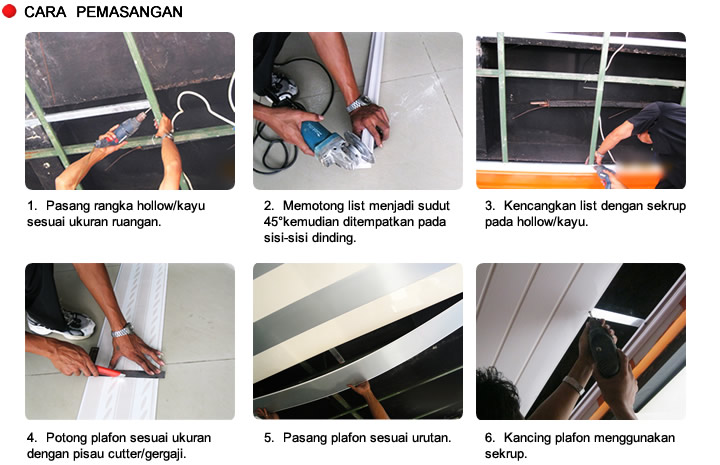 CARA PEMASANGAN
1. Pasang rangka hollow/kayu
sesuai ukuran ruangan.
2. Memotong list menjadi sudut
45°kemudian ditempatkan pada
sisi-sisi dinding.
3. Kencangkan list dengan sekrup
pada hollow/kayu.
4. Potong plafon sesuai ukuran
dengan pisau cutter/gergaji.
5. Pasang plafon sesuai urutan.
6. Kancing plafon menggunakan
sekrup.